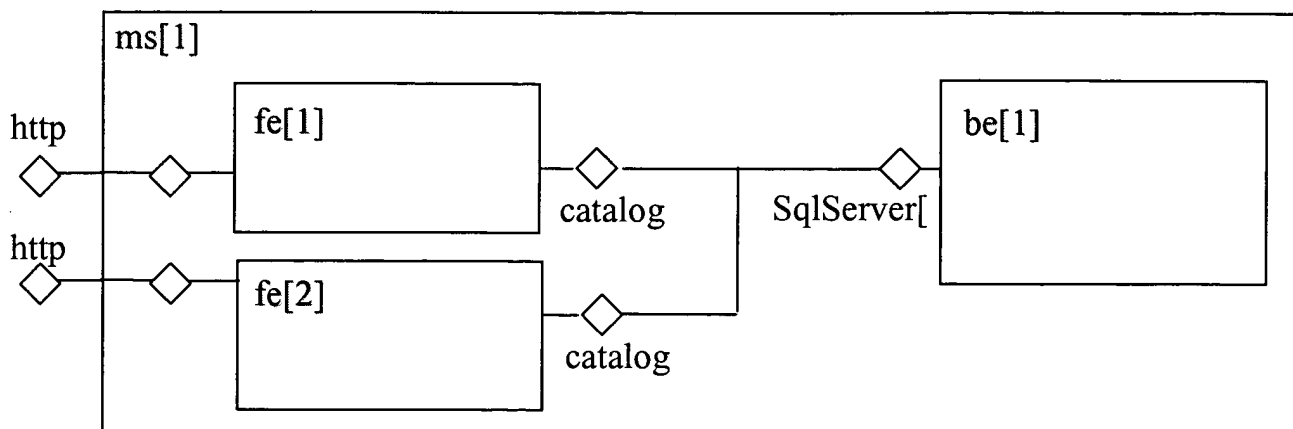 ms[1]
http
fe[1]
be[1]
catalog
SqlServer[
http
fe[2]
catalog